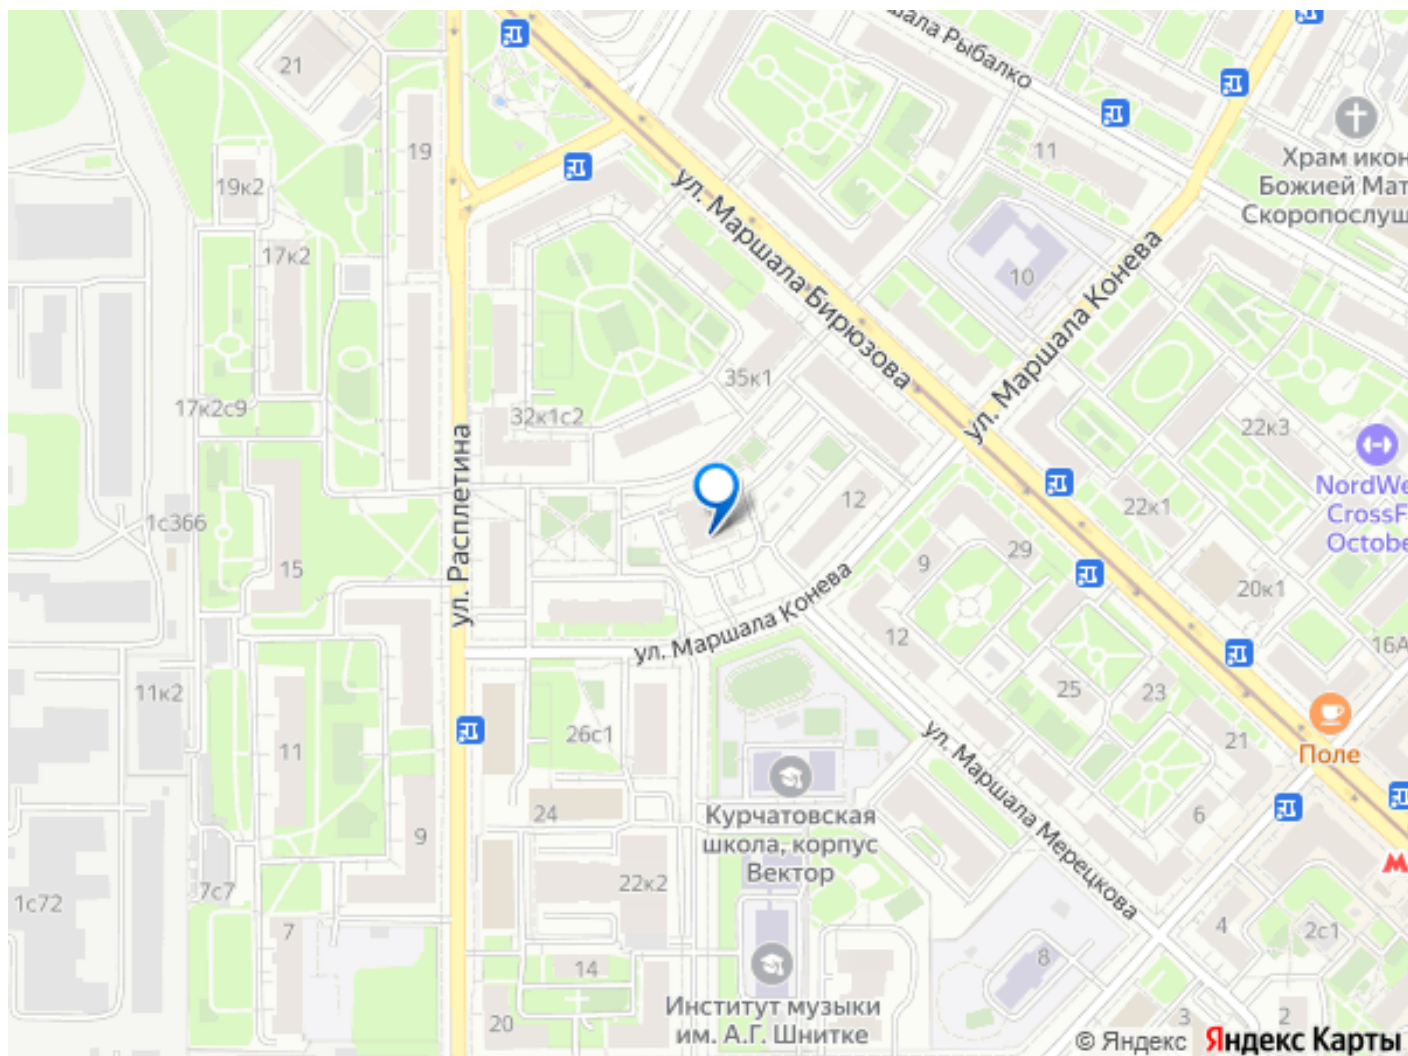 шала Рыбалко
21
19
11
Храм икон
Божией Мат
Скоропослуш
19к2
ул. Маршала Бирюзова
17к2
10
ул. Маршала Конева
35к1
17к2с9
32к1с2
22к3
ул. Расплетина
NordWe
CrossF
Octobe
12
22к1
1с366
29
9
15
20к1
ул. Маршала Конева
12
16А
11к2
25
23
26с1
ул. Маршала Мерецкова
21
11
Поле
Курчатовская
школа, корпус
Вектор
24
6
9
22к2
7с7
1с72
4
2с1
7
8
14
Институт музыки
им. А.Г. Шнитке
20
3
2
© Яндекс Яндекс Карты